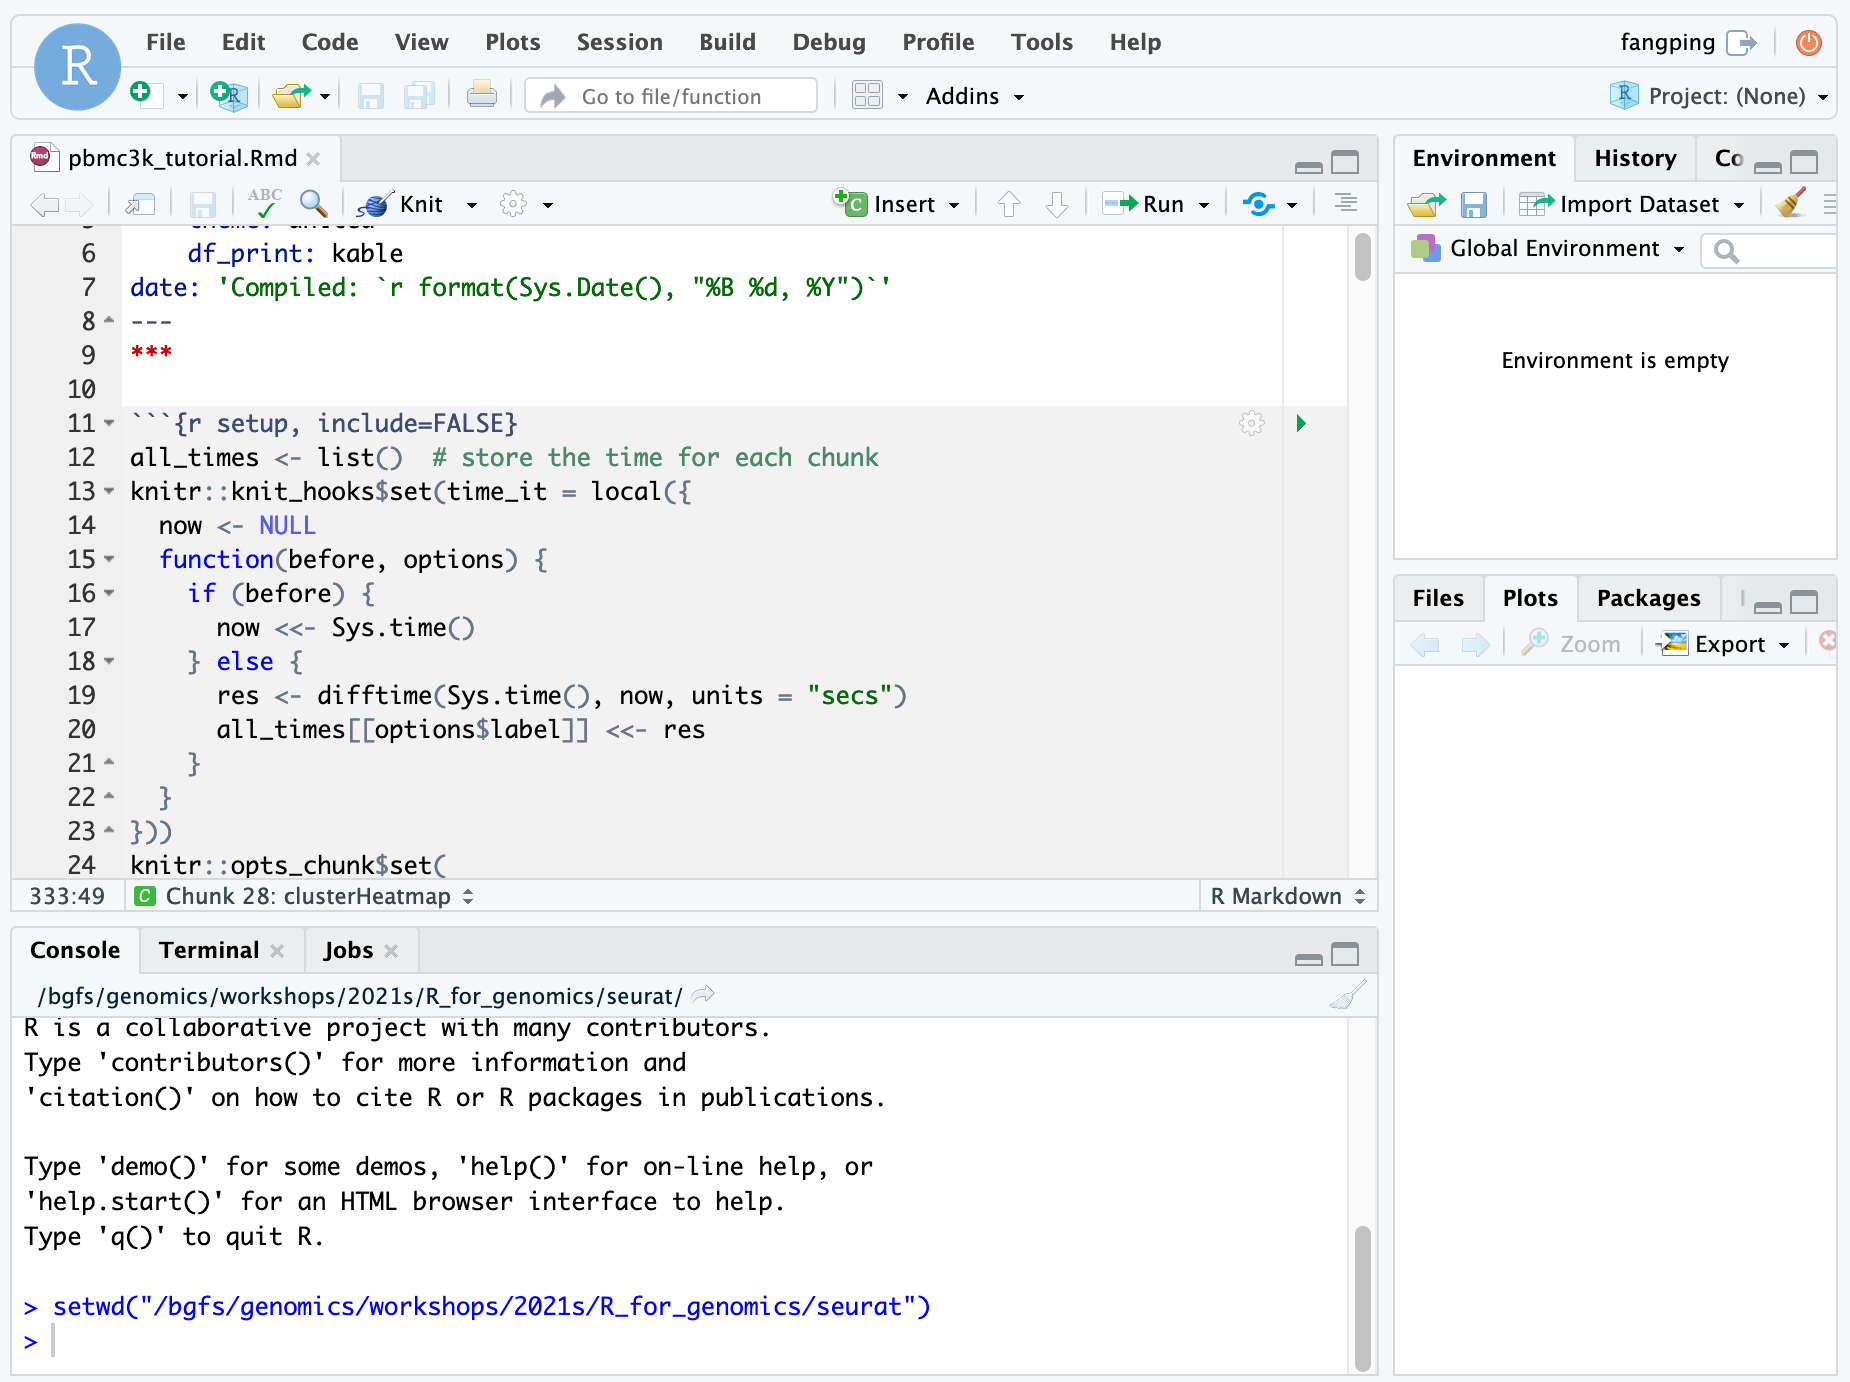 R
File Edit Code View Plots Session Build Debug Profile Tools Help
fangping
Go to file/function
Addins
Project: (None)
pbmc3k_tutorial.Rmd
ABC
Knit
Insert
Run
6     df_print: kable
7 date: 'Compiled: `r format(Sys.Date(), "%B %d, %Y")`'
8 ---
9 ***
10
11 ```{r setup, include=FALSE}
12 all_times <- list()  # store the time for each chunk
13 knitr::knit_hooks$set(time_it = local({
14   now <- NULL
15   function(before, options) {
16     if (before) {
17       now <<- Sys.time()
18     } else {
19       res <- difftime(Sys.time(), now, units = "secs")
20       all_times[[options$label]] <<- res
21     }
22   }
23 }))
24 knitr::opts_chunk$set(
333:49
C Chunk 28: clusterHeatmap
R Markdown
Console Terminal Jobs
/bgfs/genomics/workshops/2021s/R_for_genomics/seurat/
R is a collaborative project with many contributors.
Type 'contributors()' for more information and
'citation()' on how to cite R or R packages in publications.
Type 'demo()' for some demos, 'help()' for on-line help, or
'help.start()' for an HTML browser interface to help.
Type 'q()' to quit R.
> setwd("/bgfs/genomics/workshops/2021s/R_for_genomics/seurat")
>
Environment History Co
Import Dataset
Global Environment
Environment is empty
Files Plots Packages
Zoom Export